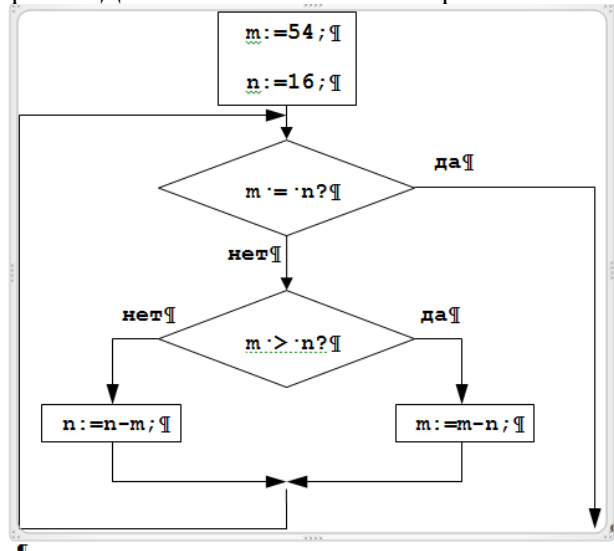 m:=54;¶
n:=16;¶
да¶
m·=·n?¶
нет¶
нет¶
да¶
m·>·n?¶
n:=n-m;¶
m:=m-n;¶
¶